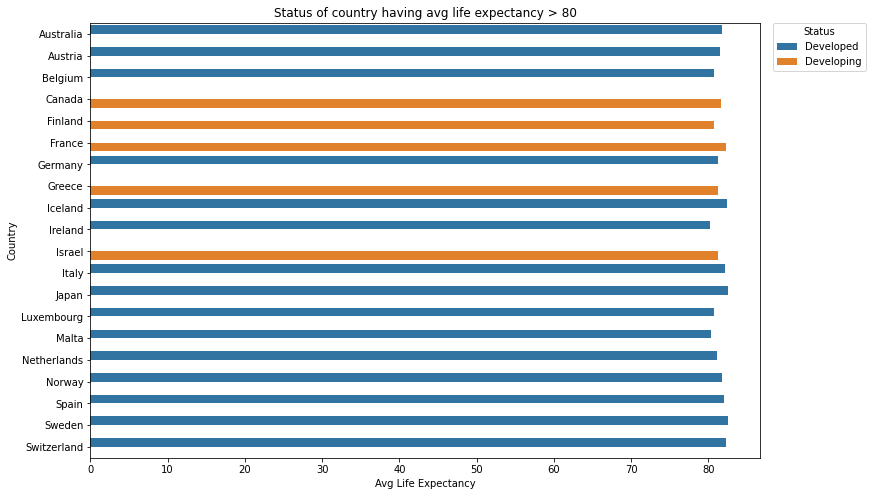 Status of country having avg life expectancy > 80
Status
Developed
Developing
Country
Australia
Austria
Belgium
Canada
Finland
France
Germany
Greece
Iceland
Ireland
Israel
Italy
Japan
Luxembourg
Malta
Netherlands
Norway
Spain
Sweden
Switzerland
0 10 20 30 40 50 60 70 80
Avg Life Expectancy